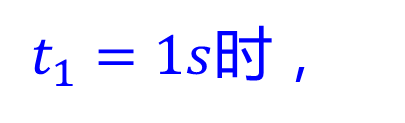 t₁ = 1s时，